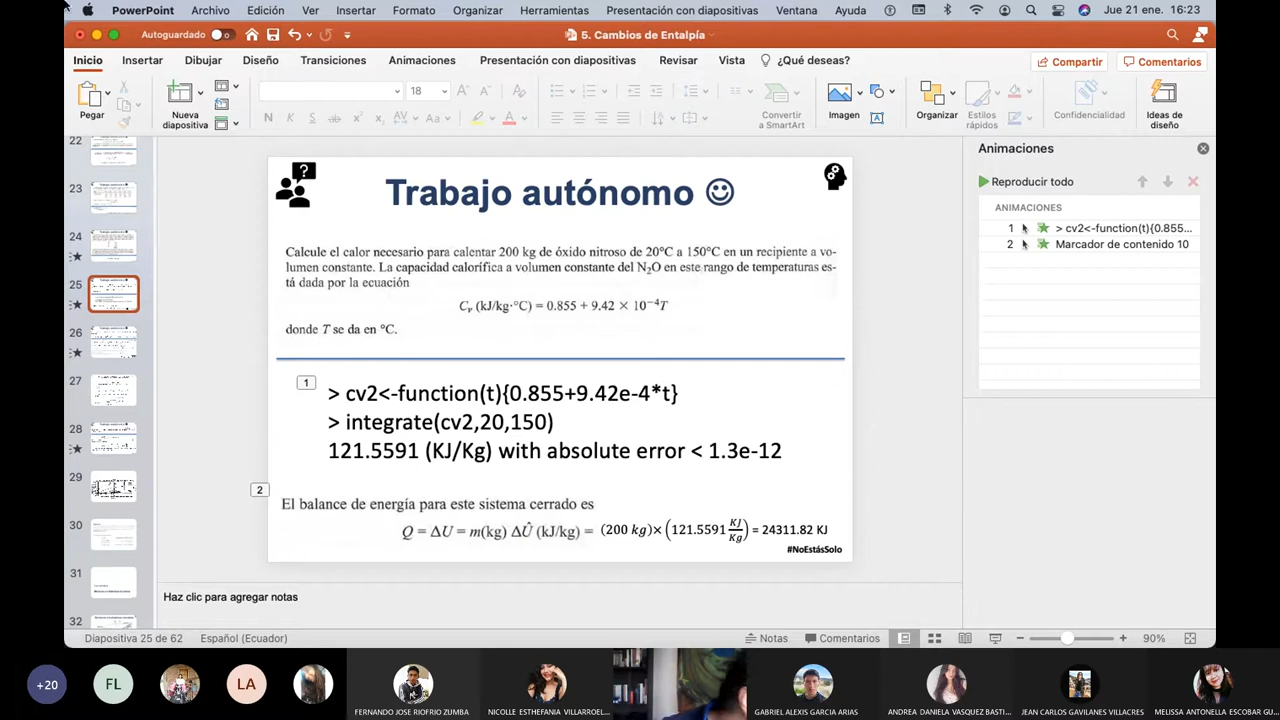 PowerPoint Archivo Edición Ver Insertar Formato Organizar Herramientas Presentación con diapositivas Ventana Ayuda Mar 21 ene. 16:23
Autoguardado 5. Cambios de Entalpía
Inicio Insertar Dibujar Diseño Transiciones Animaciones Presentación con diapositivas Revisar Vista ¿Qué deseas? Compartir Comentarios
Pegar Nueva diapositiva 18 Convertir a SmartArt Imagen Organizar Estilos rápidos Confidencialidad Ideas de diseño
22
23
24
25
26
27
28
29
30
31
32
Trabajo autónomo
Calcule el calor necesario para calentar 200 kg de óxido nitroso de 20°C a 150°C en un recipiente a vo-
lumen constante. La capacidad calorífica a volumen constante del N₂O en este rango de temperaturas es-
tá dada por la ecuación
Cᵥ (kJ/kg·°C) = 0.855 + 9.42 × 10⁻⁴T
donde T se da en °C.
1
> cv2<-function(t){0.855+9.42e-4*t}
> integrate(cv2,20,150)
121.5591 (KJ/Kg) with absolute error < 1.3e-12
2
El balance de energía para este sistema cerrado es
Q = ΔU = m(kg) ΔÛ (kJ/kg) = (200 kg)× (121.5591 KJ/Kg) = 24311.82 KJ
#NoEstásSolo
Animaciones
Reproducir todo
ANIMACIONES
1 > cv2<-function(t){0.855...
2 Marcador de contenido 10
Haz clic para agregar notas
Diapositiva 25 de 62 Español (Ecuador) Notas Comentarios 90%
+20 FL LA
FERNANDO JOSE RIOFRIO ZUMBA NICOLLE ESTHEFANIA VILLARROEL... GABRIEL ALEXIS GARCIA ARIAS ANDREA DANIELA VASQUEZ BASTI... JEAN CARLOS GAVILANES VILLACRES MELISSA ANTONELLA ESCOBAR GU...